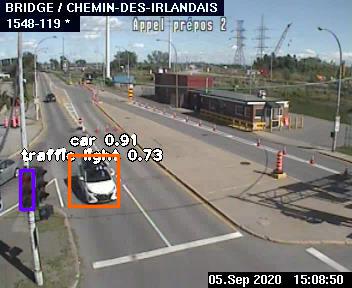 BRIDGE / CHEMIN-DES-IRLANDAIS
1548-119 *
Appel prépos 2
car 0.91
traffic light 0.73
05.Sep 2020 15:08:50